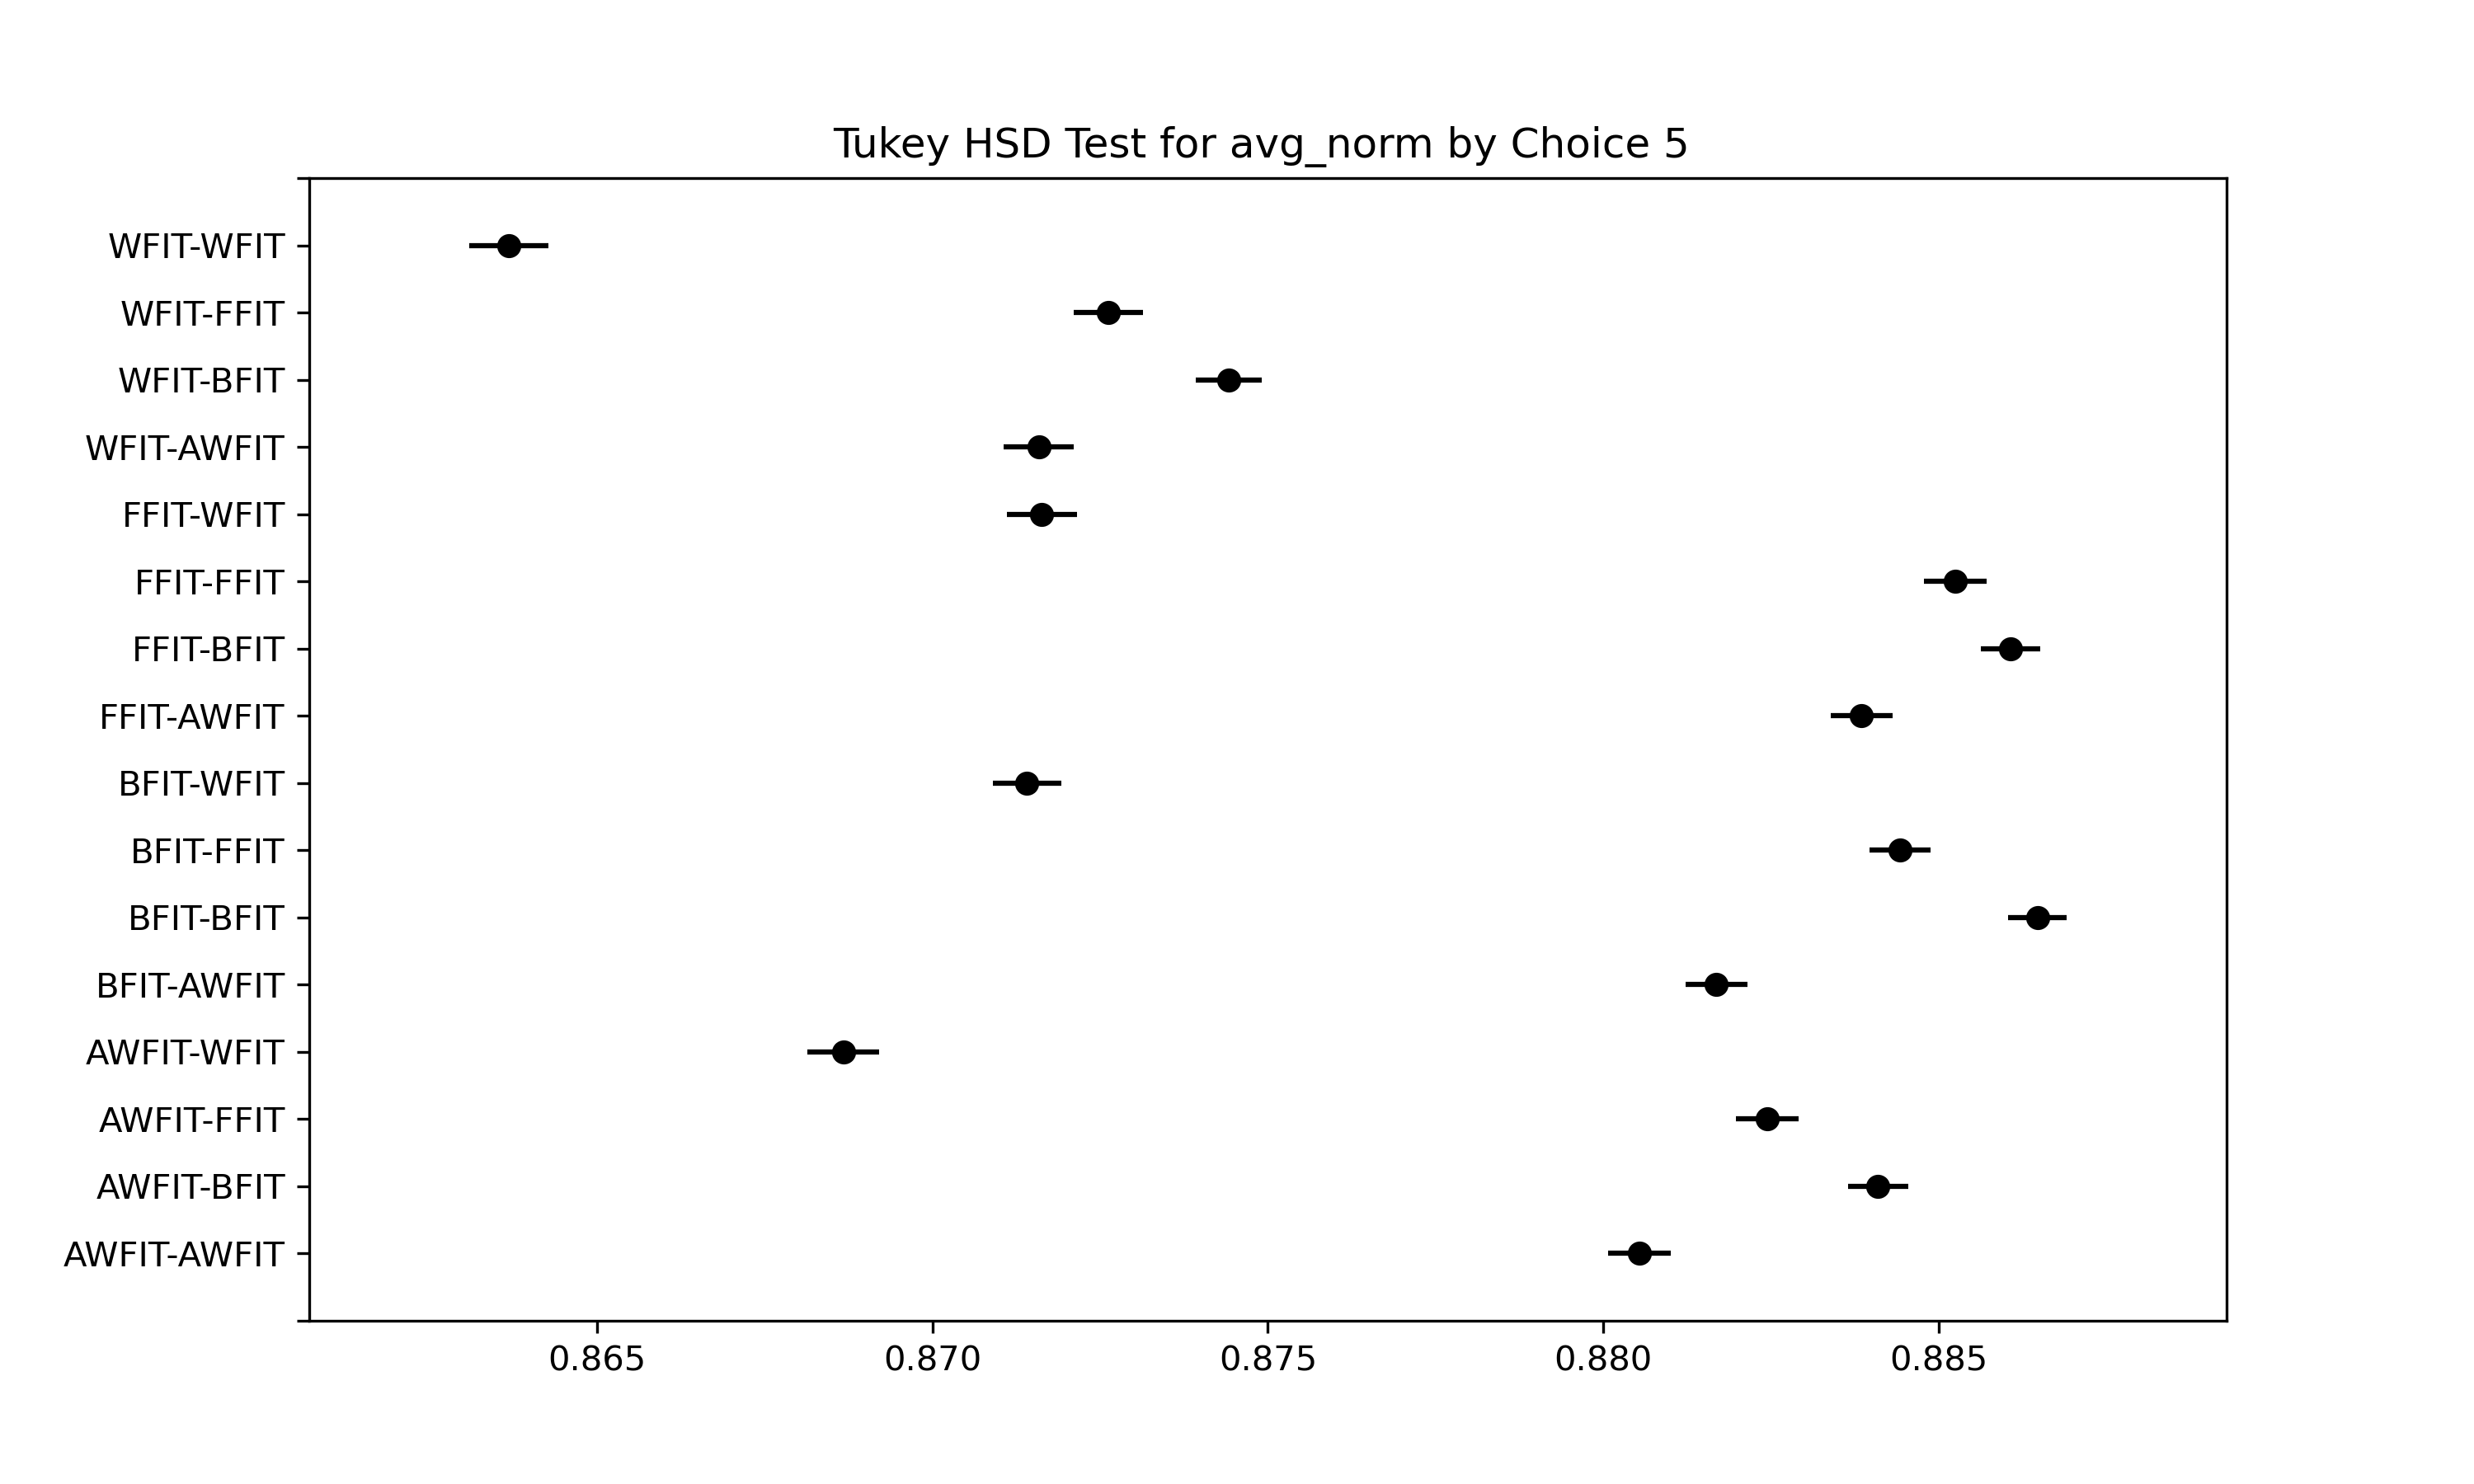 Tukey HSD Test for avg_norm by Choice 5
WFIT-WFIT
WFIT-FFIT
WFIT-BFIT
WFIT-AWFIT
FFIT-WFIT
FFIT-FFIT
FFIT-BFIT
FFIT-AWFIT
BFIT-WFIT
BFIT-FFIT
BFIT-BFIT
BFIT-AWFIT
AWFIT-WFIT
AWFIT-FFIT
AWFIT-BFIT
AWFIT-AWFIT
0.865 0.870 0.875 0.880 0.885